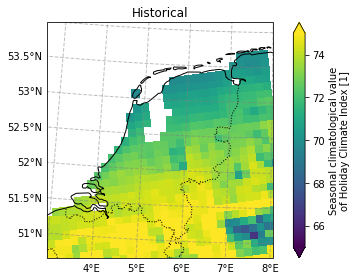 Historical
53.5°N
53°N
52.5°N
52°N
51.5°N
51°N
4°E
5°E
6°E
7°E
8°E
74
72
70
68
66
Seasonal climatological value
of Holiday Climate Index [1]